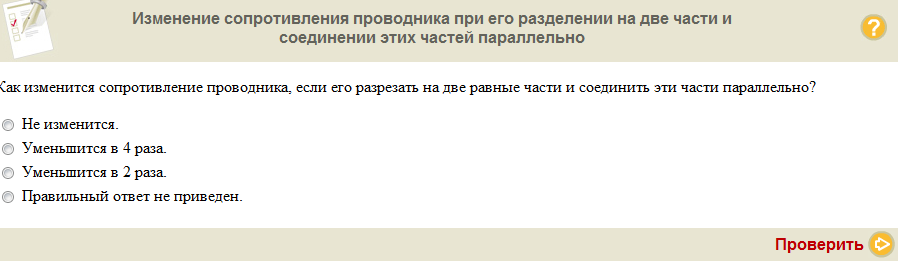 Изменение сопротивления проводника при его разделении на две части и
соединении этих частей параллельно
?
Как изменится сопротивление проводника, если его разрезать на две равные части и соединить эти части параллельно?
Не изменится.
Уменьшится в 4 раза.
Уменьшится в 2 раза.
Правильный ответ не приведен.
Проверить